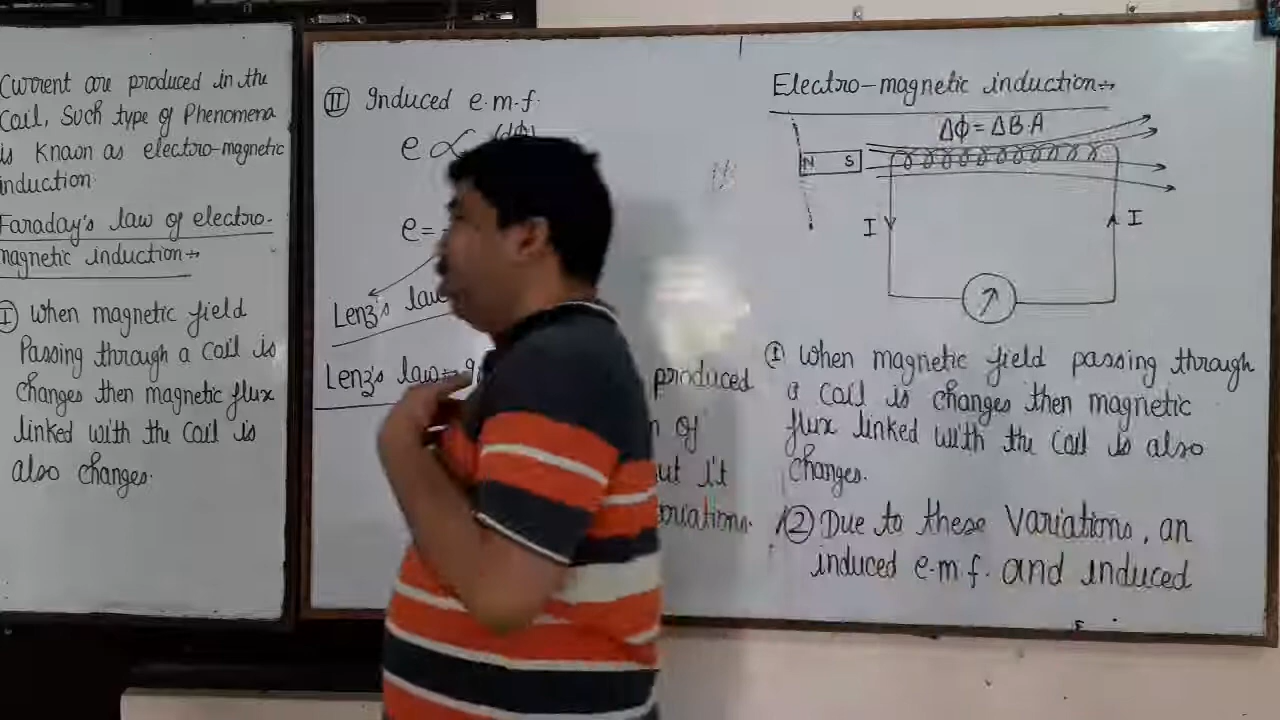 Current are produced in the
Coil, Such type of Phenomena
is Known as electro-magnetic
induction.
Faraday's law of electro-
magnetic induction→
I When magnetic field
Passing through a Coil is
changes then magnetic flux
linked with the Coil is
also changes.
II Induced e.m.f.
e ∝ (dϕ)
e=
Lenz's law
Lenz's law→
produced
of
it
Variations.
Electro-magnetic induction→
Δϕ = ΔB·A
N S
I
I
① When magnetic field passing through
a Coil is changes then magnetic
flux linked with the Coil is also
changes.
② Due to these Variations, an
induced e.m.f. and induced